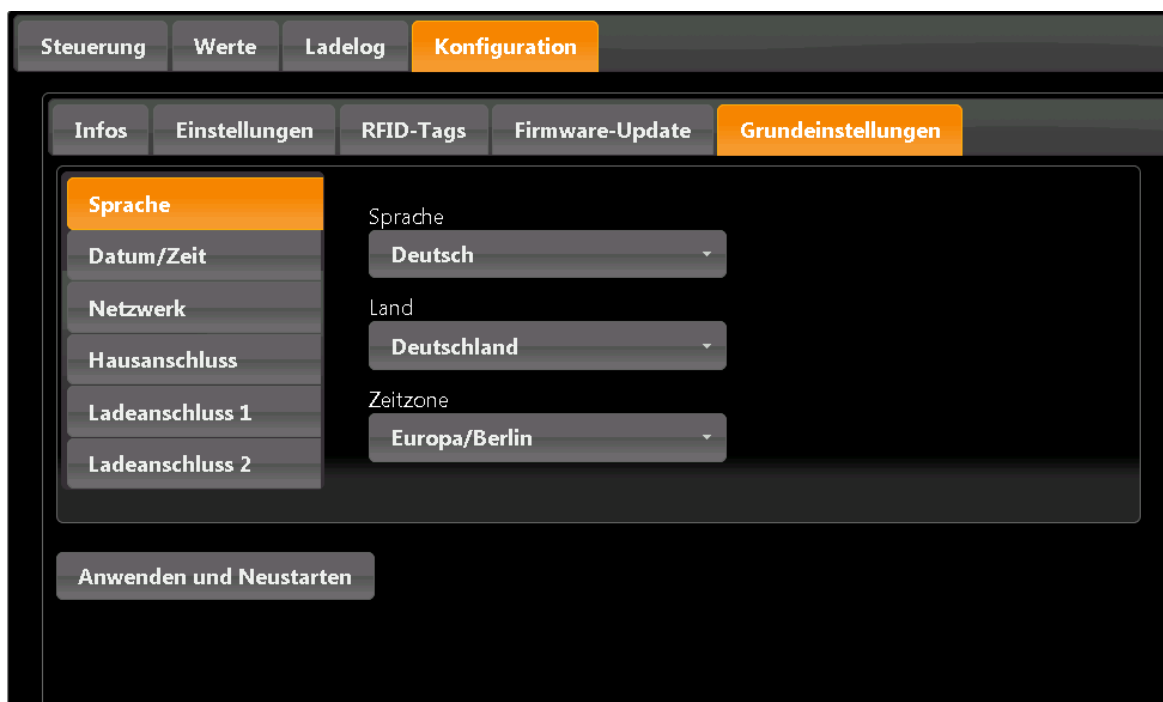 Steuerung Werte Ladelog Konfiguration
Infos Einstellungen RFID-Tags Firmware-Update Grundeinstellungen
Sprache
Datum/Zeit
Netzwerk
Hausanschluss
Ladeanschluss 1
Ladeanschluss 2
Sprache
Deutsch
Land
Deutschland
Zeitzone
Europa/Berlin
Anwenden und Neustarten